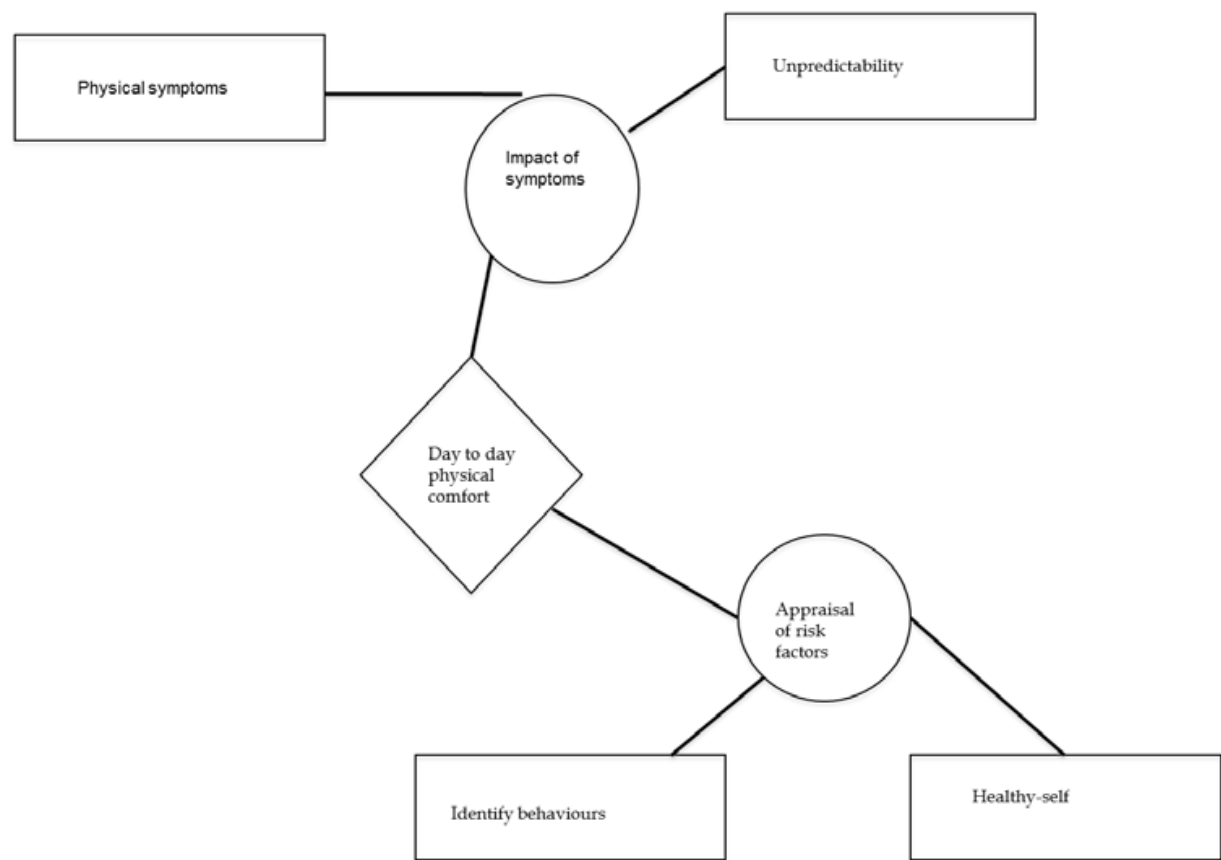 Physical symptoms
Unpredictability
Impact of
symptoms
Day to day
physical
comfort
Appraisal
of risk
factors
Identify behaviours
Healthy-self